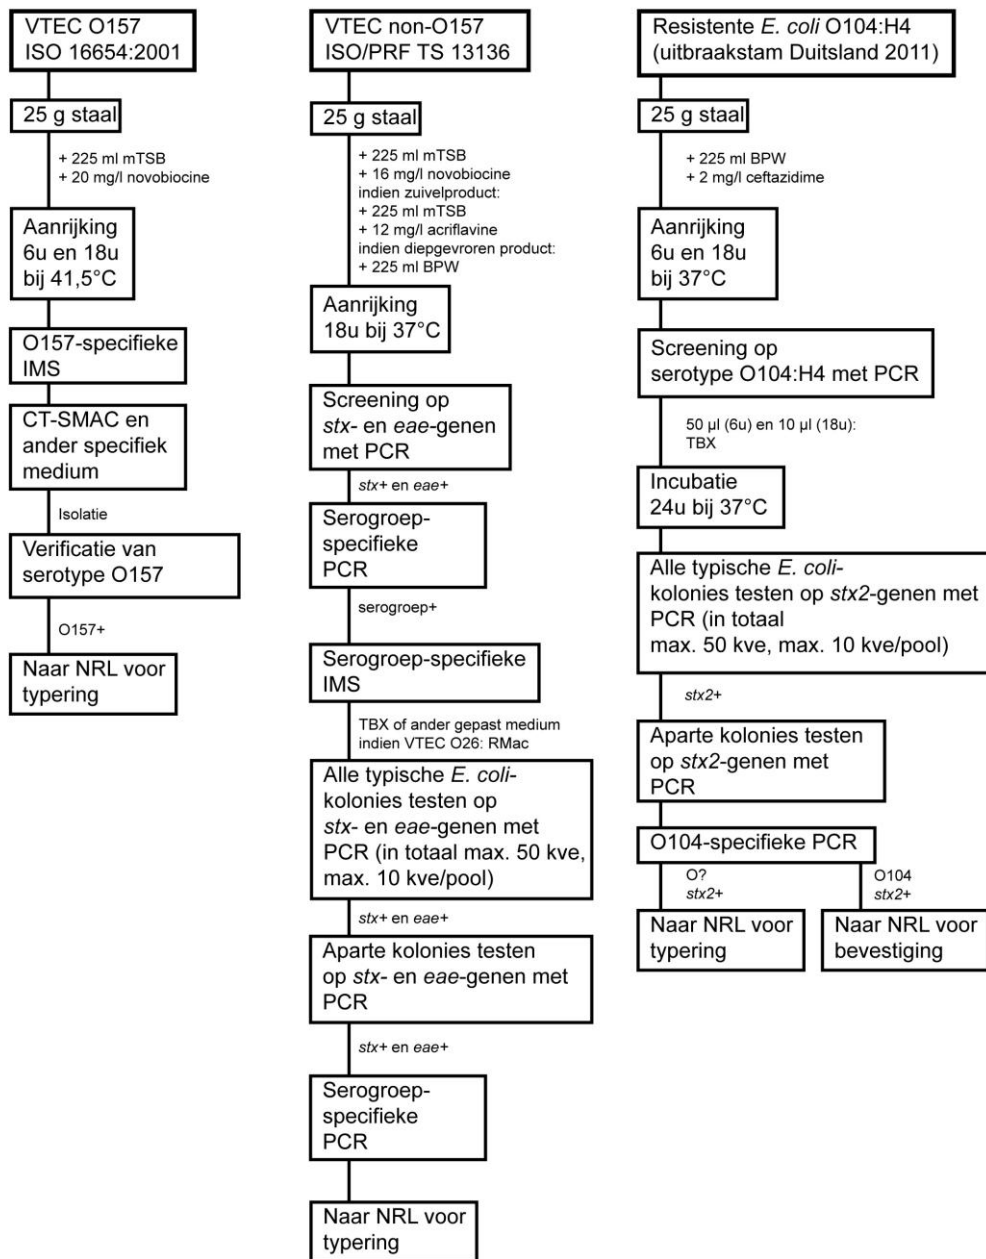 VTEC O157
ISO 16654:2001
25 g staal
+ 225 ml mTSB
+ 20 mg/l novobiocine
Aanrijking
6u en 18u
bij 41,5°C
O157-specifieke
IMS
CT-SMAC en
ander specifiek
medium
Isolatie
Verificatie van
serotype O157
O157+
Naar NRL voor
typering
VTEC non-O157
ISO/PRF TS 13136
25 g staal
+ 225 ml mTSB
+ 16 mg/l novobiocine
indien zuivelproduct:
+ 225 ml mTSB
+ 12 mg/l acriflavine
indien diepgevroren product:
+ 225 ml BPW
Aanrijking
18u bij 37°C
Screening op
stx- en eae-genen
met PCR
stx+ en eae+
Serogroep-
specifieke
PCR
serogroep+
Serogroep-specifieke
IMS
TBX of ander gepast medium
indien VTEC O26: RMac
Alle typische E. coli-
kolonies testen op
stx- en eae-genen met
PCR (in totaal max. 50 kve,
max. 10 kve/pool)
stx+ en eae+
Aparte kolonies testen
op stx- en eae-genen met
PCR
stx+ en eae+
Serogroep-
specifieke
PCR
Naar NRL voor
typering
Resistente E. coli O104:H4
(uitbraakstam Duitsland 2011)
25 g staal
+ 225 ml BPW
+ 2 mg/l ceftazidime
Aanrijking
6u en 18u
bij 37°C
Screening op
serotype O104:H4 met PCR
50 µl (6u) en 10 µl (18u):
TBX
Incubatie
24u bij 37°C
Alle typische E. coli-
kolonies testen op stx2-genen met
PCR (in totaal
max. 50 kve, max. 10 kve/pool)
stx2+
Aparte kolonies testen
op stx2-genen met
PCR
O104-specifieke PCR
O?
stx2+
Naar NRL voor
typering
O104
stx2+
Naar NRL voor
bevestiging